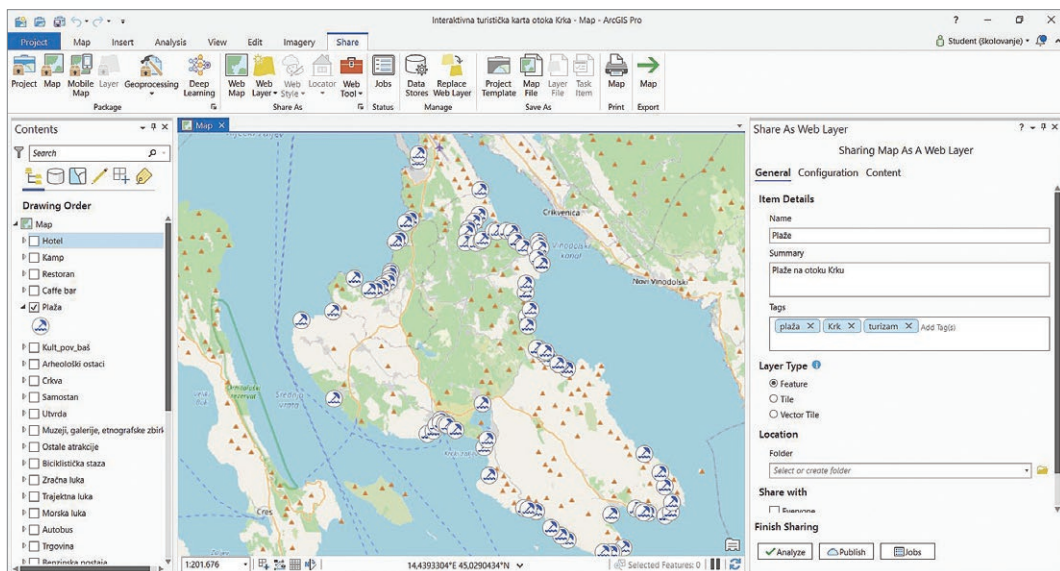 Interaktivna turistička karta otoka Krka - Map - ArcGIS Pro
Project Map Insert Analysis View Edit Imagery Share
Student (školovanje)
Project Map Mobile Map Layer Geoprocessing Deep Learning
Package
Web Map Web Layer Web Style Locator Web Tool
Share As
Jobs
Status
Data Stores Replace Web Layer
Manage
Project Template Map File Layer File Task Item
Save As
Map
Print
Map
Export
Contents
Search
Drawing Order
Map
Hotel
Kamp
Restoran
Caffe bar
Plaža
Kult_pov_baš
Arheološki ostaci
Crkva
Samostan
Utvrda
Muzeji, galerije, etnografske zbirk
Ostale atrakcije
Biciklistička staza
Zračna luka
Trajektna luka
Morska luka
Autobus
Trgovina
Benzinska postaja
Map
Crikvenica
Vinodolski kanal
Novi Vinodolski
Cres
1:201.676
14,4393304°E 45,0290434°N
Selected Features: 0
Share As Web Layer
Sharing Map As A Web Layer
General Configuration Content
Item Details
Name
Plaže
Summary
Plaže na otoku Krku
Tags
plaža Krk turizam Add Tag(s)
Layer Type
Feature
Tile
Vector Tile
Location
Folder
Select or create folder
Share with
Everyone
Finish Sharing
Analyze Publish Jobs